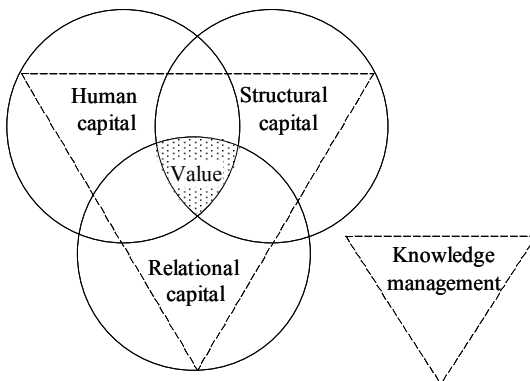 Human
capital
Structural
capital
Value
Relational
capital
Knowledge
management